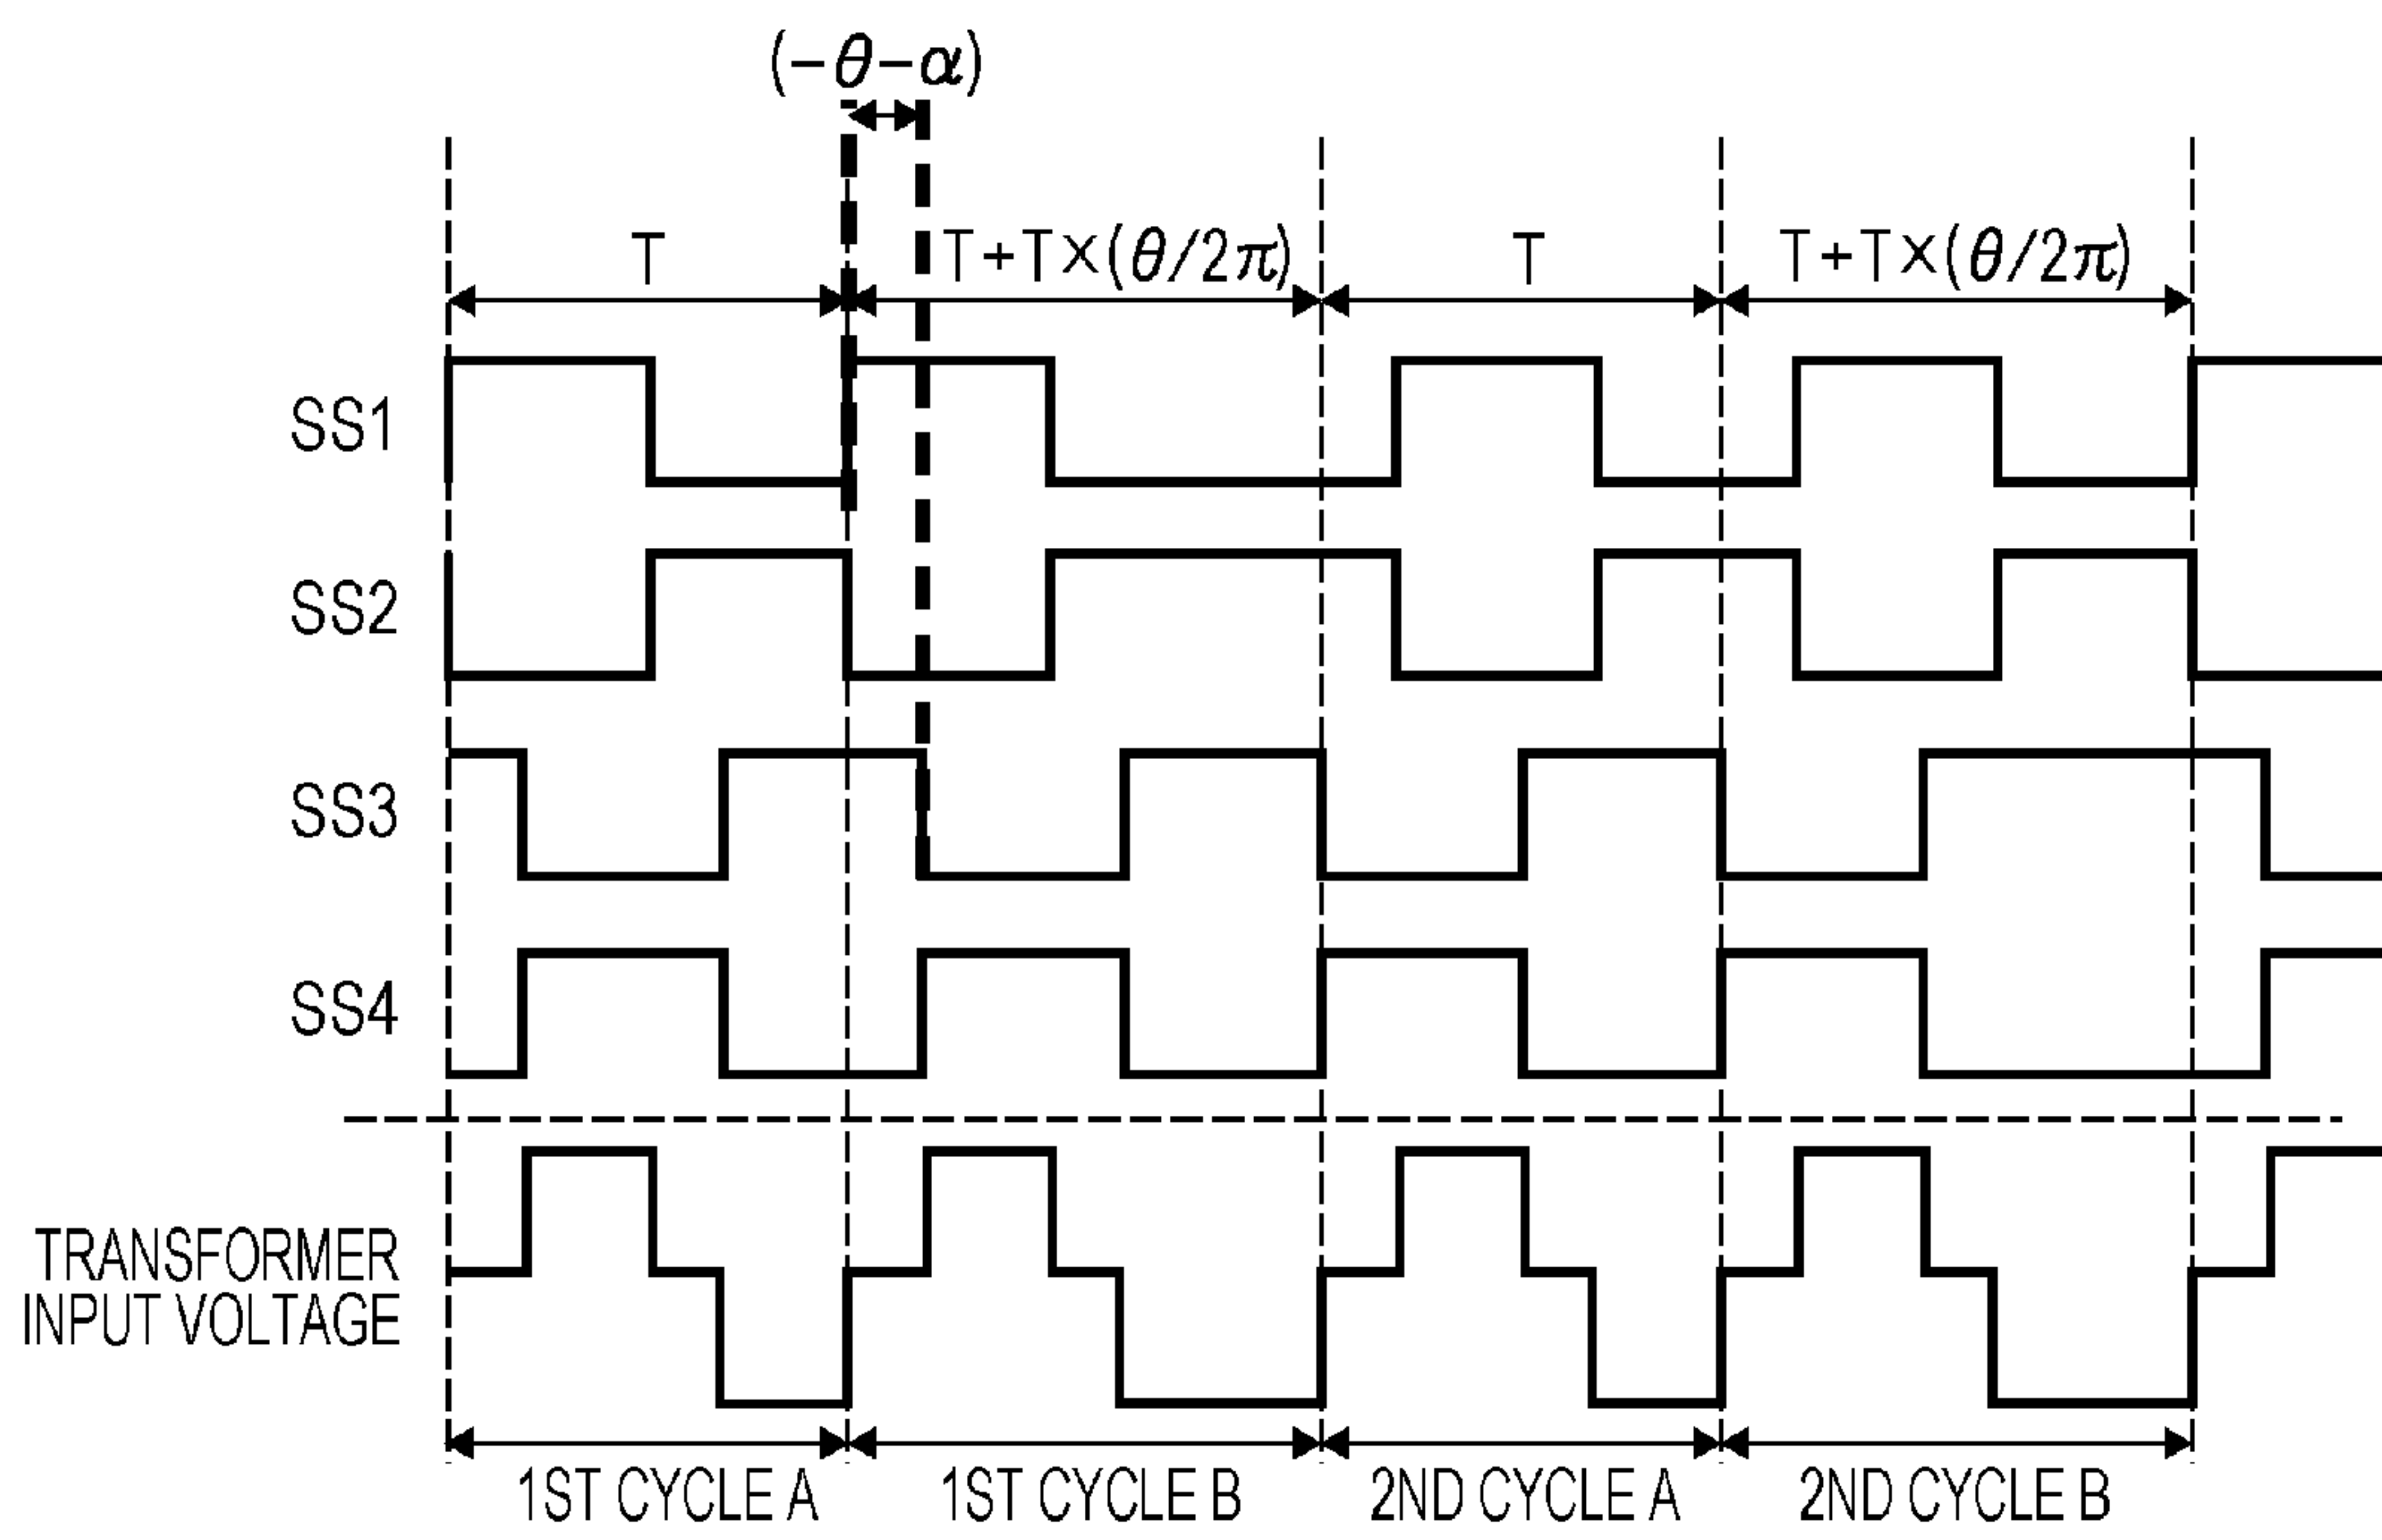 (−θ−α)
T
T+T×(θ/2π)
T
T+T×(θ/2π)
SS1
SS2
SS3
SS4
TRANSFORMER
INPUT VOLTAGE
1ST CYCLE A
1ST CYCLE B
2ND CYCLE A
2ND CYCLE B